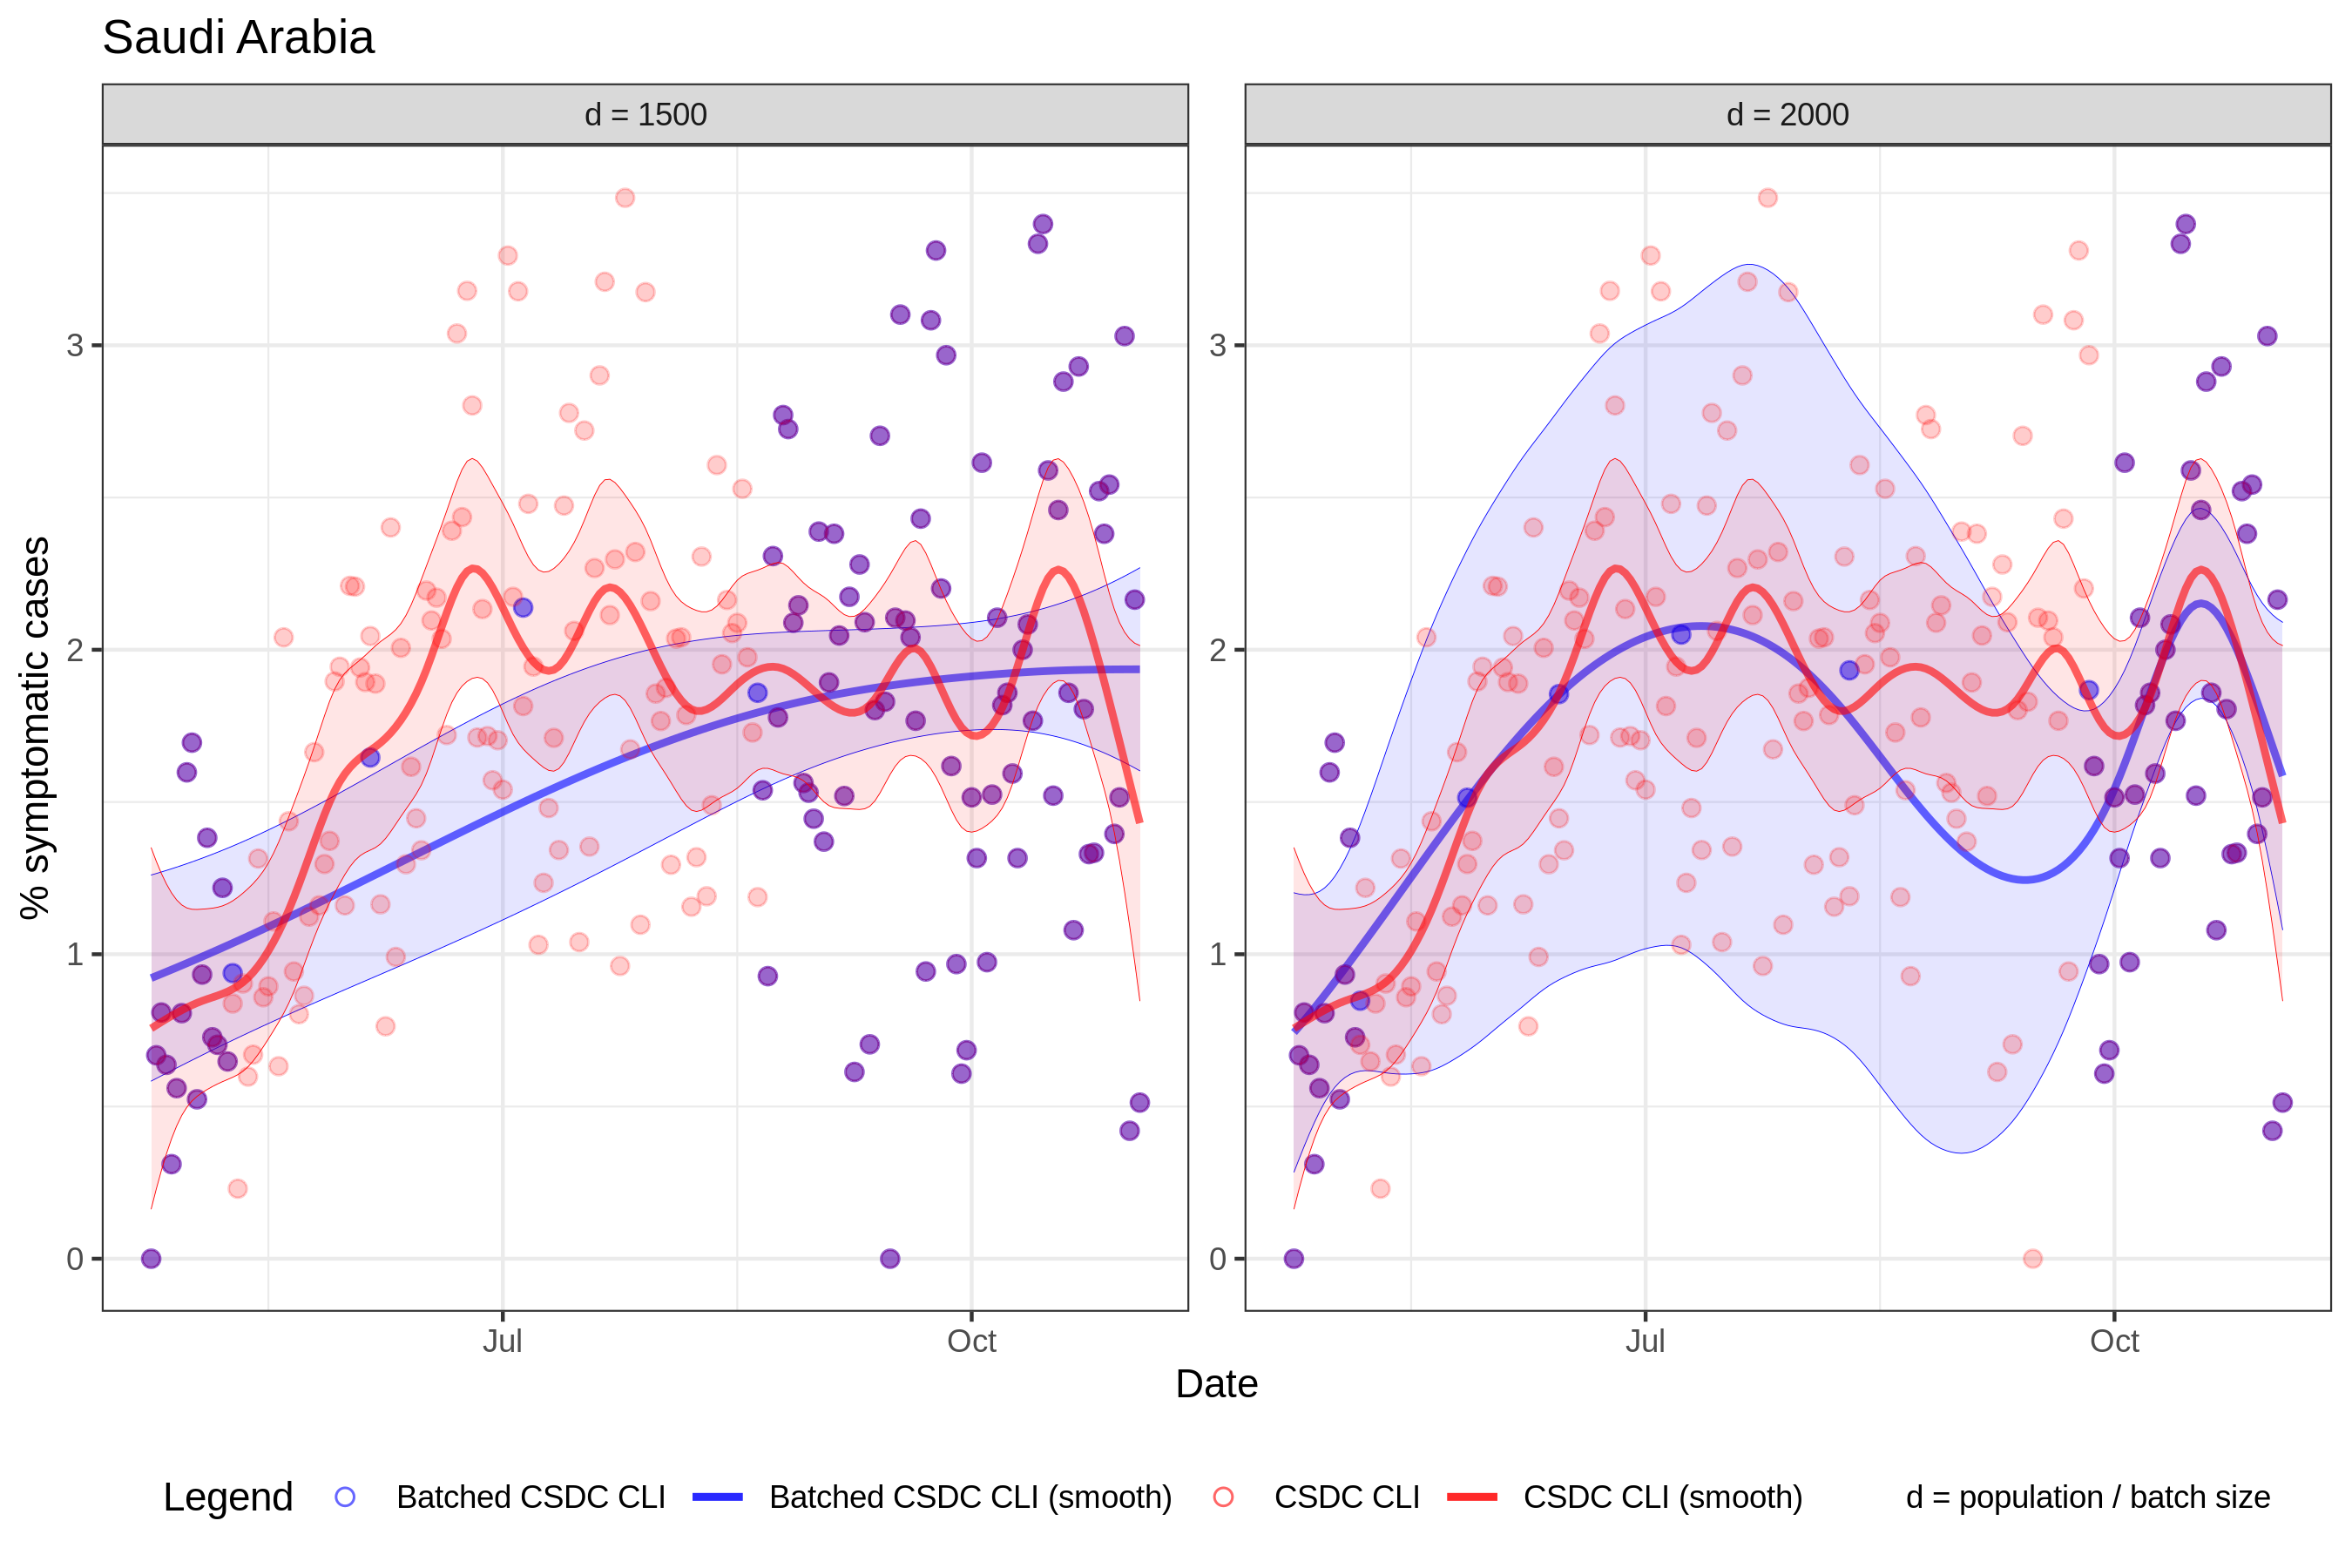 Saudi Arabia
d = 1500
d = 2000
% symptomatic cases
3
2
1
0
3
2
1
0
Jul
Oct
Jul
Oct
Date
Legend
Batched CSDC CLI
Batched CSDC CLI (smooth)
CSDC CLI
CSDC CLI (smooth)
d = population / batch size